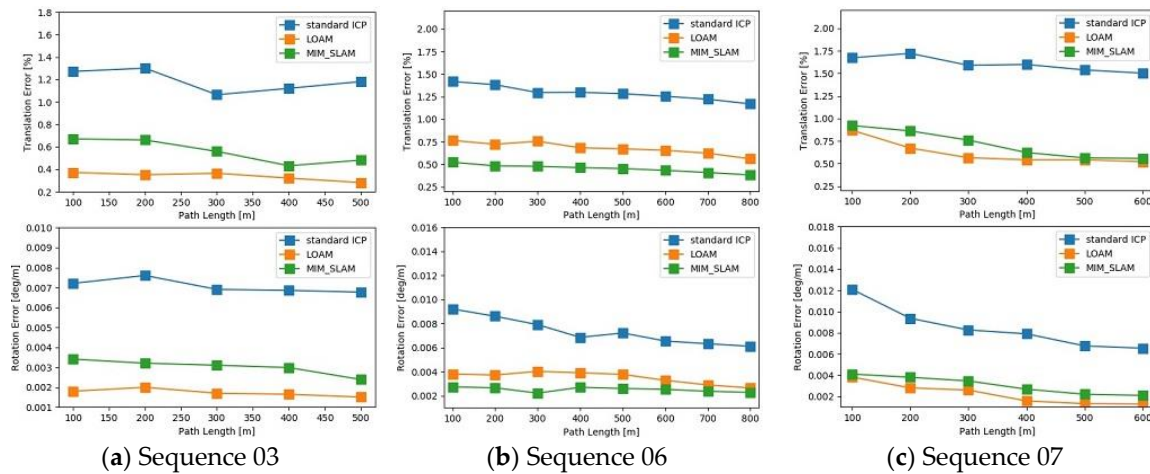 1.8
1.6
1.4
1.2
1.0
0.8
0.6
0.4
0.2
Translation Error [%]
standard ICP
LOAM
MIM_SLAM
100 150 200 250 300 350 400 450 500
Path Length [m]
2.00
1.75
1.50
1.25
1.00
0.75
0.50
0.25
Translation Error [%]
standard ICP
LOAM
MIM_SLAM
100 200 300 400 500 600 700 800
Path Length [m]
2.00
1.75
1.50
1.25
1.00
0.75
0.50
0.25
Translation Error [%]
standard ICP
LOAM
MIM_SLAM
100 200 300 400 500 600
Path Length [m]
0.010
0.009
0.008
0.007
0.006
0.005
0.004
0.003
0.002
0.001
Rotation Error [deg/m]
standard ICP
LOAM
MIM_SLAM
100 150 200 250 300 350 400 450 500
Path Length [m]
0.016
0.014
0.012
0.010
0.008
0.006
0.004
0.002
Rotation Error [deg/m]
standard ICP
LOAM
MIM_SLAM
100 200 300 400 500 600 700 800
Path Length [m]
0.018
0.016
0.014
0.012
0.010
0.008
0.006
0.004
0.002
Rotation Error [deg/m]
standard ICP
LOAM
MIM_SLAM
100 200 300 400 500 600
Path Length [m]
(a) Sequence 03
(b) Sequence 06
(c) Sequence 07